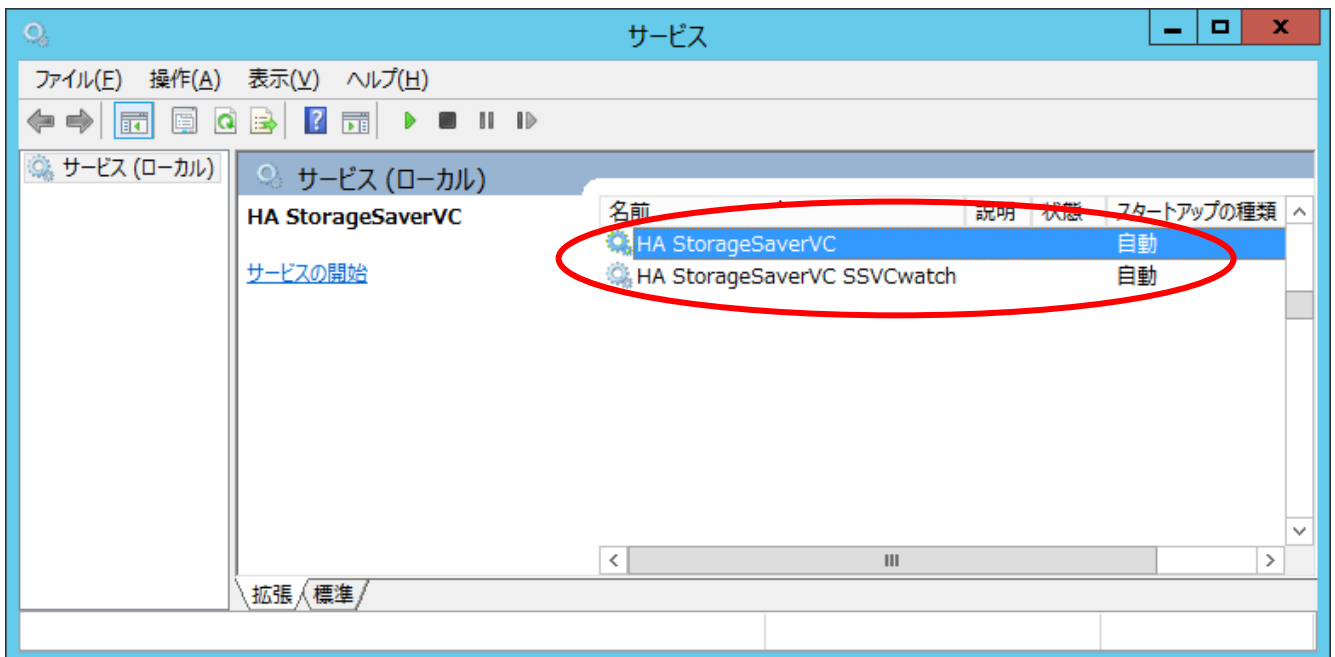 サービス
ファイル(F) 操作(A) 表示(V) ヘルプ(H)
サービス (ローカル)
サービス (ローカル)
HA StorageSaverVC
サービスの開始
名前 説明 状態 スタートアップの種類
HA StorageSaverVC 自動
HA StorageSaverVC SSVCwatch 自動
拡張 標準